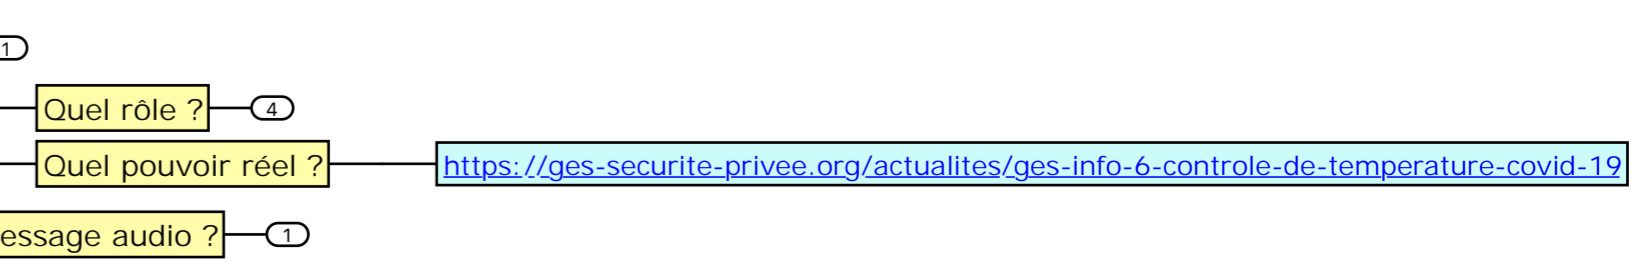 1
Quel rôle ? 4
Quel pouvoir réel ? https://ges-securite-privee.org/actualites/ges-info-6-controle-de-temperature-covid-19
essage audio ? 1